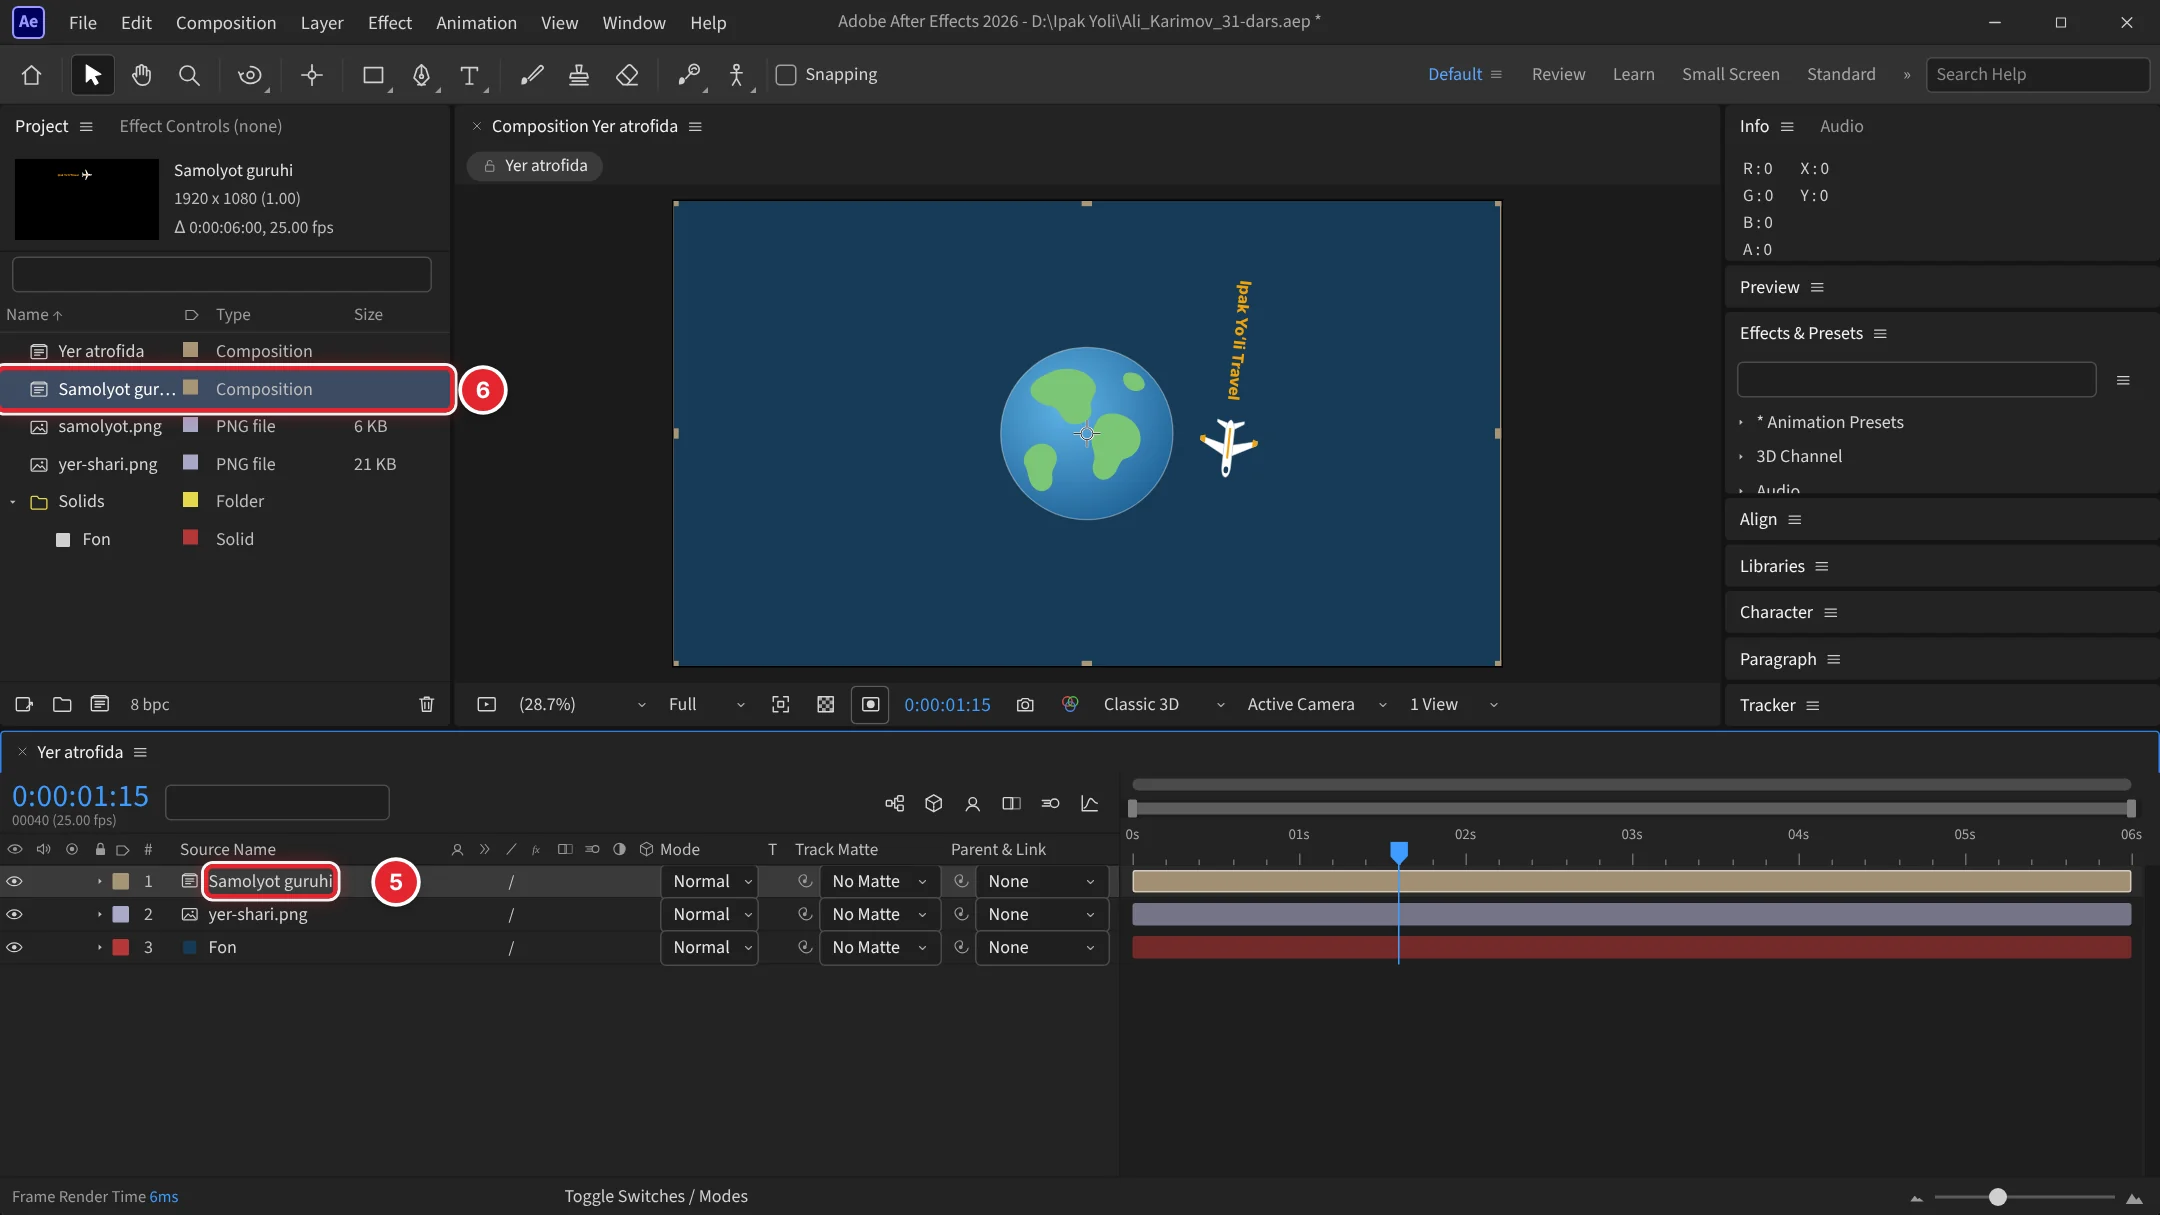 Ae File Edit Composition Layer Effect Animation View Window Help Adobe After Effects 2026 - D:\Ipak Yoli\Ali_Karimov_31-dars.aep *
Snapping Default Review Learn Small Screen Standard » Search Help
Project Effect Controls (none)
Samolyot guruhi
1920 x 1080 (1.00)
Δ 0:00:06:00, 25.00 fps
Name Type Size
Yer atrofida Composition
Samolyot gur... Composition
6
samolyot.png PNG file 6 KB
yer-shari.png PNG file 21 KB
Solids Folder
Fon Solid
8 bpc
Composition Yer atrofida
Yer atrofida
Ipak Yo'li Travel
(28.7%) Full 0:00:01:15 Classic 3D Active Camera 1 View
Info Audio
R : 0 X : 0
G : 0 Y : 0
B : 0
A : 0
Preview
Effects & Presets
* Animation Presets
3D Channel
Audio
Align
Libraries
Character
Paragraph
Tracker
Yer atrofida
0:00:01:15
00040 (25.00 fps)
0s 01s 02s 03s 04s 05s 06s
# Source Name fx Mode T Track Matte Parent & Link
1 Samolyot guruhi 5 Normal No Matte None
2 yer-shari.png Normal No Matte None
3 Fon Normal No Matte None
Frame Render Time 6ms Toggle Switches / Modes